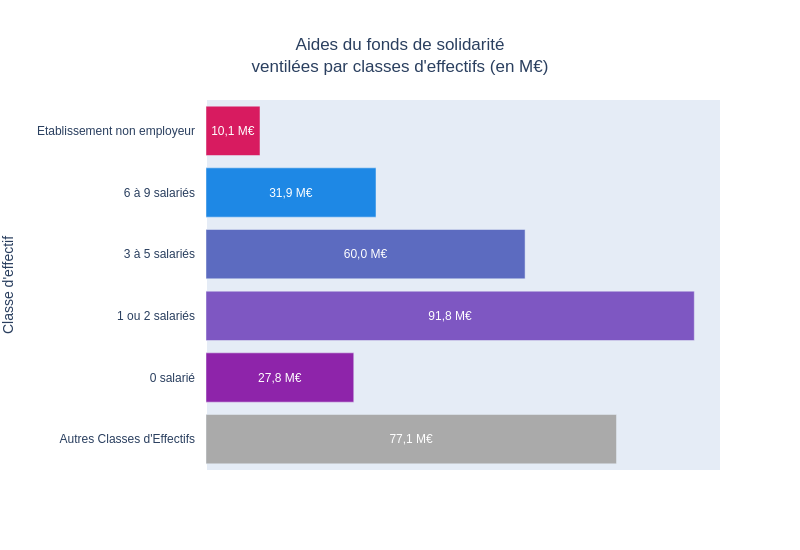 Aides du fonds de solidarité
ventilées par classes d'effectifs (en M€)
Classe d'effectif
Etablissement non employeur
10,1 M€
6 à 9 salariés
31,9 M€
3 à 5 salariés
60,0 M€
1 ou 2 salariés
91,8 M€
0 salarié
27,8 M€
Autres Classes d'Effectifs
77,1 M€